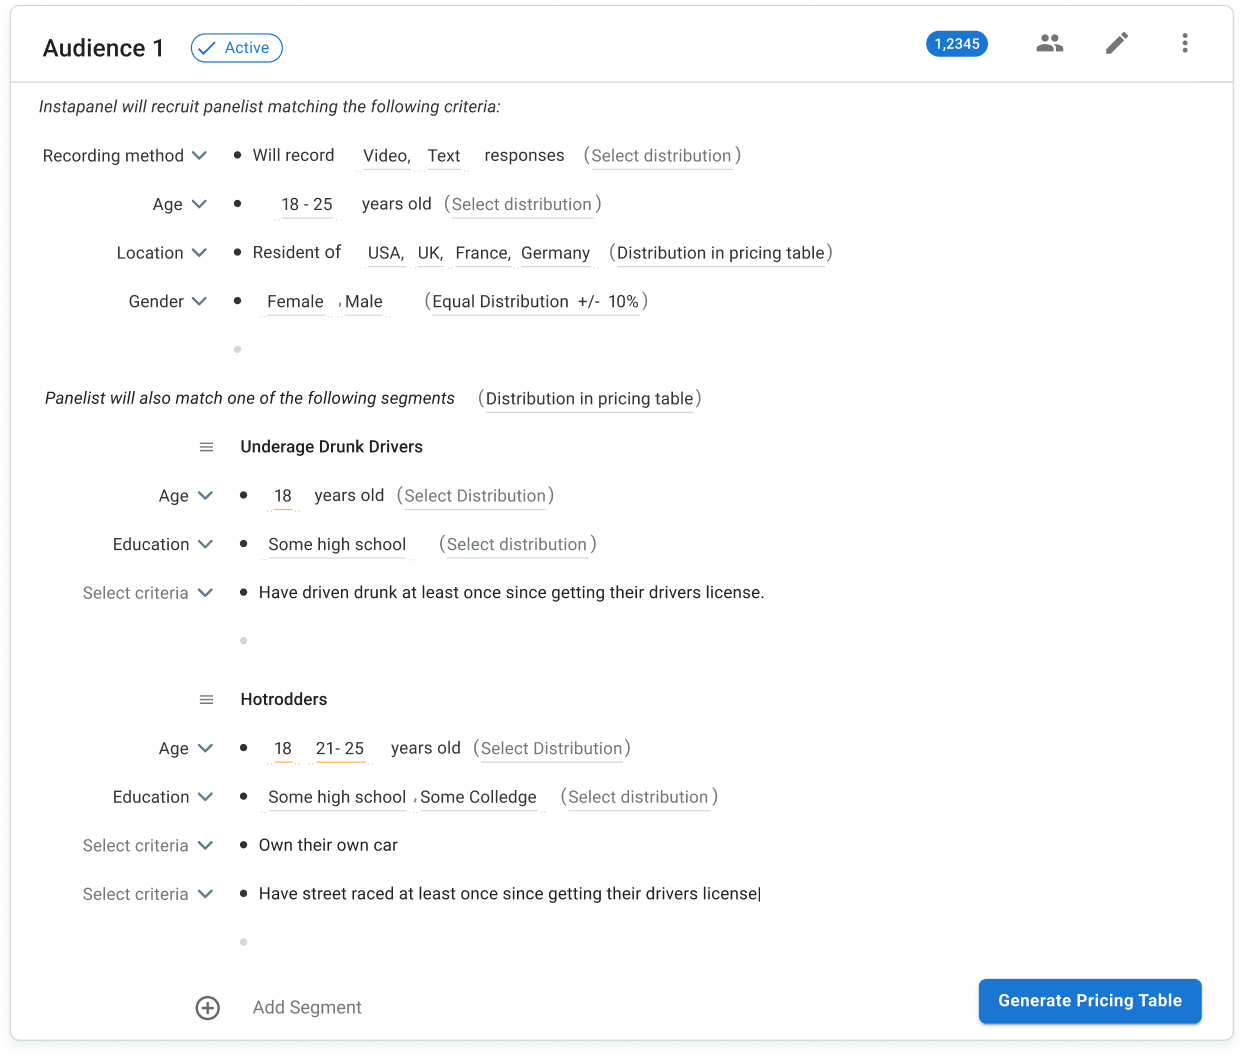 Audience 1 Active 1,2345
Instapanel will recruit panelist matching the following criteria:
Recording method • Will record Video, Text responses (Select distribution)
Age • 18 - 25 years old (Select distribution)
Location • Resident of USA, UK, France, Germany (Distribution in pricing table)
Gender • Female , Male (Equal Distribution +/- 10%)
Panelist will also match one of the following segments (Distribution in pricing table)
Underage Drunk Drivers
Age • 18 years old (Select Distribution)
Education • Some high school (Select distribution)
Select criteria • Have driven drunk at least once since getting their drivers license.
Hotrodders
Age • 18 21- 25 years old (Select Distribution)
Education • Some high school , Some Colledge (Select distribution)
Select criteria • Own their own car
Select criteria • Have street raced at least once since getting their drivers license
Add Segment
Generate Pricing Table